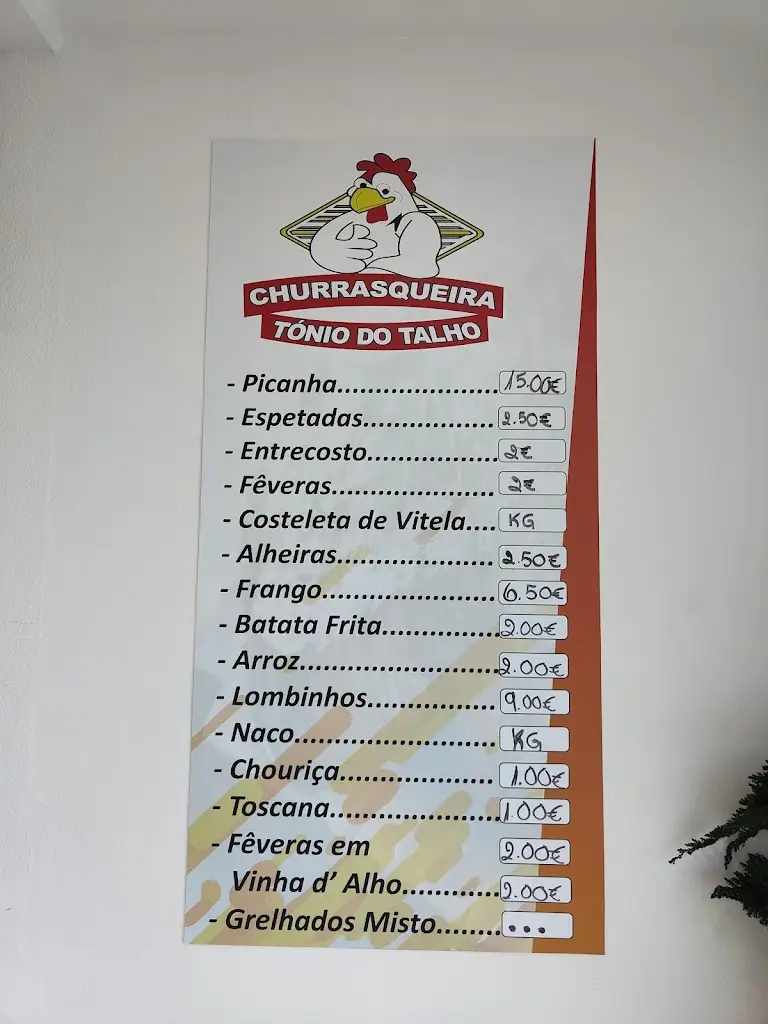 CHURRASQUEIRA
TÓNIO DO TALHO
- Picanha..................... 15.00€
- Espetadas.................. 2.50€
- Entrecosto................. 2€
- Fêveras...................... 2€
- Costeleta de Vitela.... KG
- Alheiras..................... 2.50€
- Frango....................... 6.50€
- Batata Frita............... 2.00€
- Arroz.......................... 2.00€
- Lombinhos................. 9.00€
- Naco........................... KG
- Chouriça.................... 1.00€
- Toscana...................... 1.00€
- Fêveras em 2.00€
Vinha d' Alho............. 2.00€
- Grelhados Misto........ ...